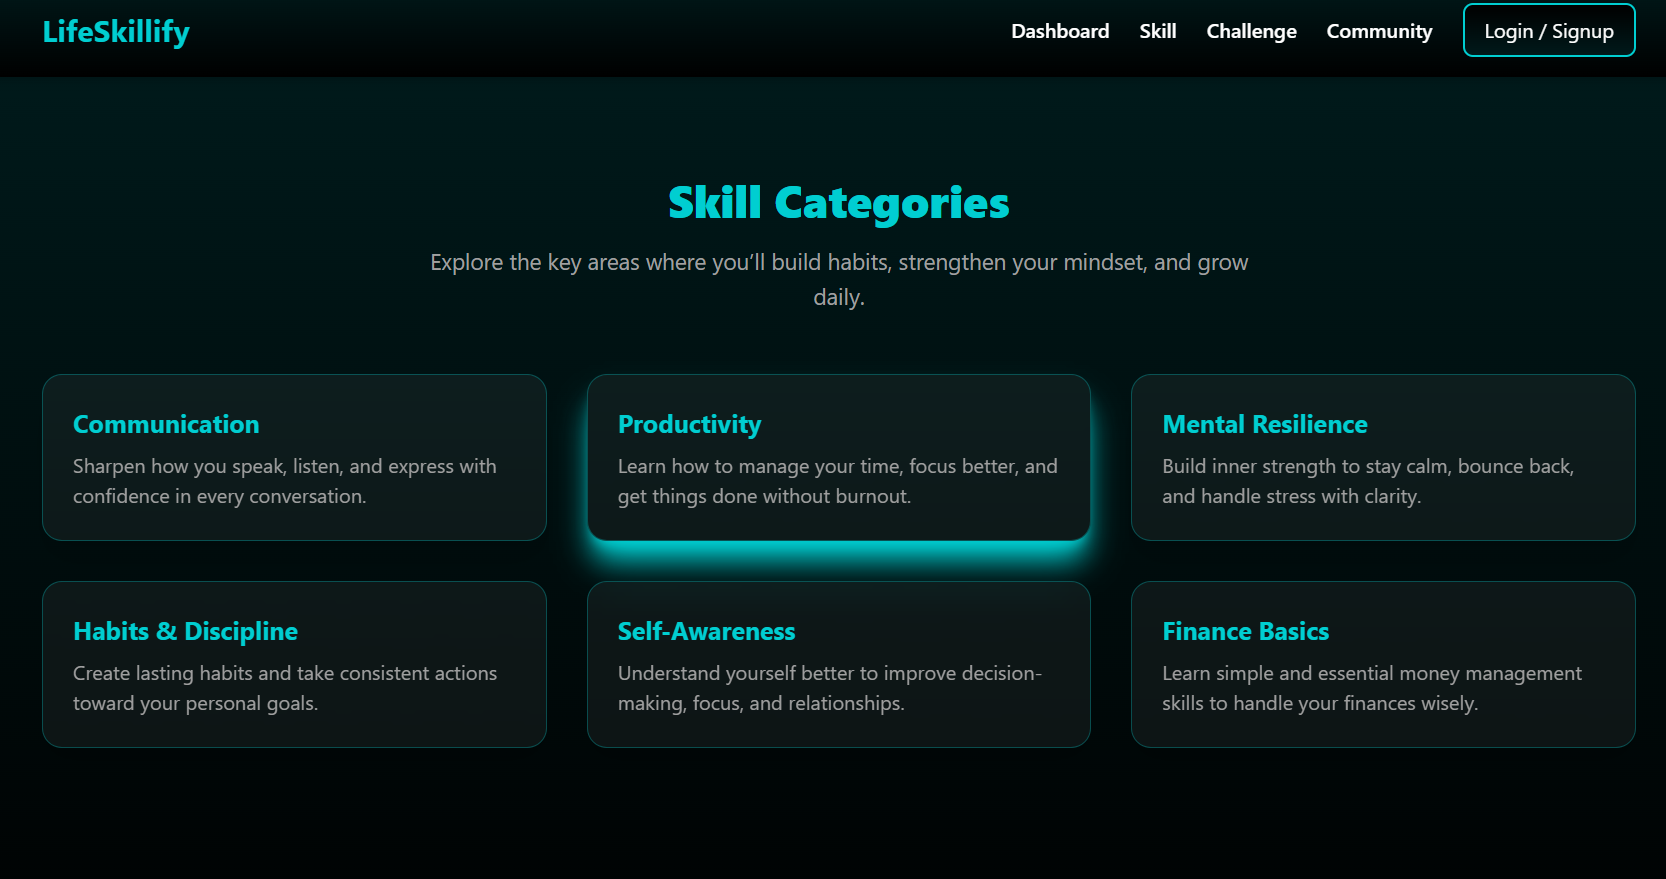 LifeSkillify
Dashboard Skill Challenge Community Login / Signup
Skill Categories
Explore the key areas where you’ll build habits, strengthen your mindset, and grow
daily.
Communication
Sharpen how you speak, listen, and express with
confidence in every conversation.
Productivity
Learn how to manage your time, focus better, and
get things done without burnout.
Mental Resilience
Build inner strength to stay calm, bounce back,
and handle stress with clarity.
Habits & Discipline
Create lasting habits and take consistent actions
toward your personal goals.
Self-Awareness
Understand yourself better to improve decision-
making, focus, and relationships.
Finance Basics
Learn simple and essential money management
skills to handle your finances wisely.